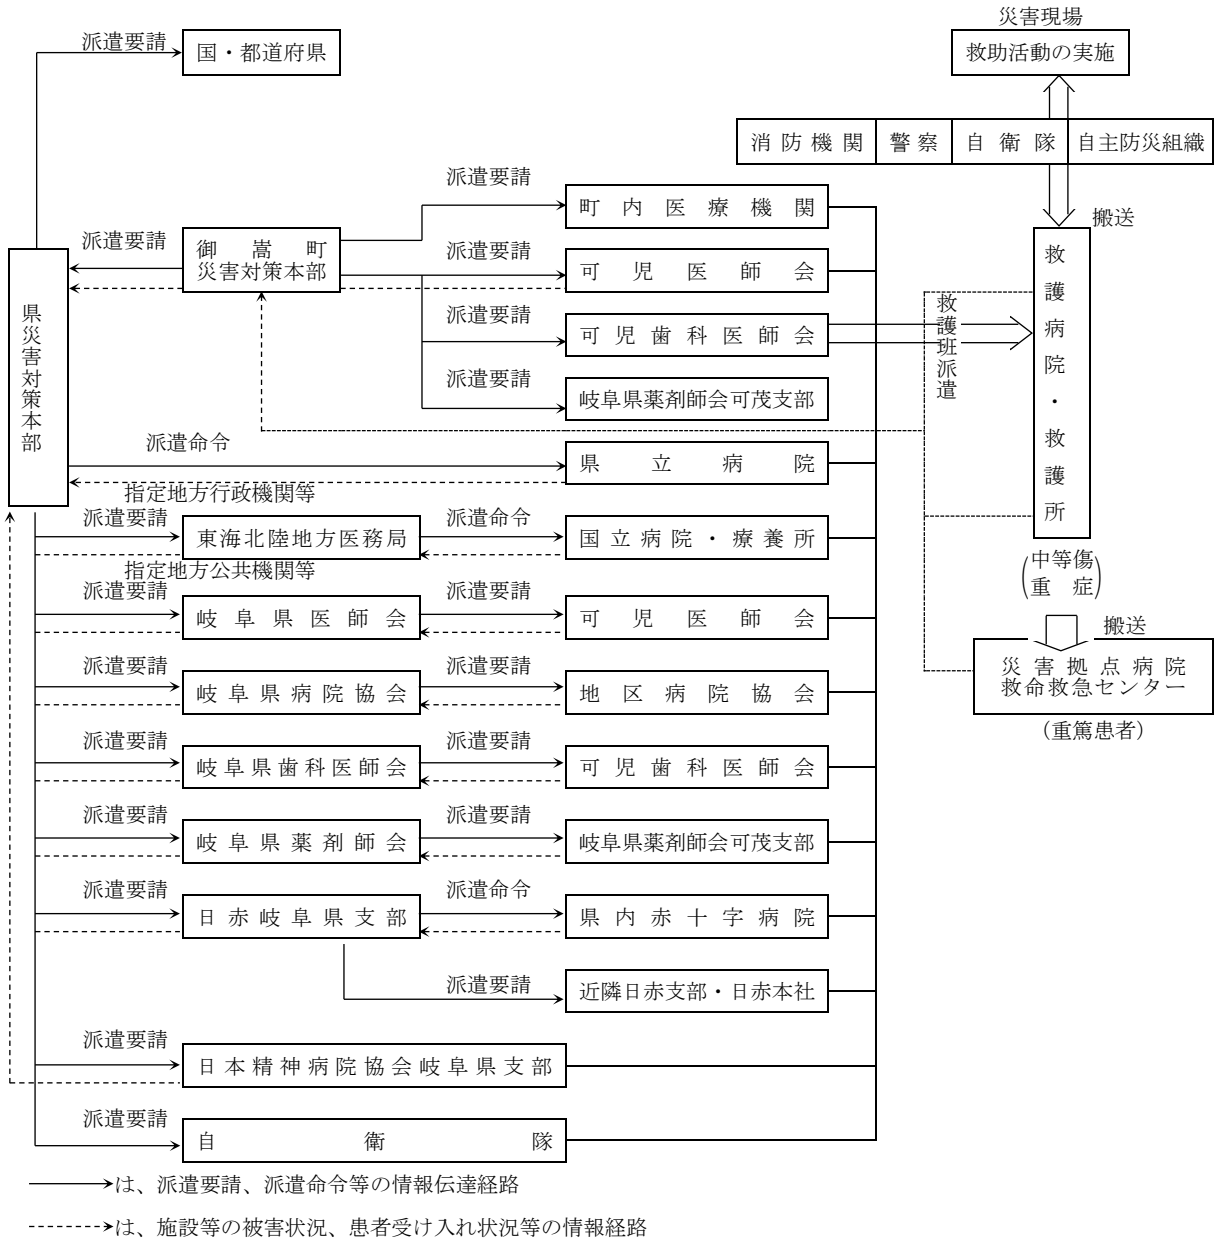 災害現場
派遣要請
国・都道府県
救助活動の実施
消防機関
警察
自衛隊
自主防災組織
派遣要請
町内医療機関
搬送
派遣要請
御嵩町
災害対策本部
派遣要請
可児医師会
救護病院・救護所
県災害対策本部
救護班派遣
派遣要請
可児歯科医師会
派遣要請
岐阜県薬剤師会可茂支部
派遣命令
県立病院
指定地方行政機関等
派遣要請
東海北陸地方医務局
派遣命令
国立病院・療養所
(中等傷
重症)
指定地方公共機関等
派遣要請
岐阜県医師会
派遣要請
可児医師会
搬送
災害拠点病院
救命救急センター
(重篤患者)
派遣要請
岐阜県病院協会
派遣要請
地区病院協会
派遣要請
岐阜県歯科医師会
派遣要請
可児歯科医師会
派遣要請
岐阜県薬剤師会
派遣要請
岐阜県薬剤師会可茂支部
派遣要請
日赤岐阜県支部
派遣命令
県内赤十字病院
派遣要請
近隣日赤支部・日赤本社
派遣要請
日本精神病院協会岐阜県支部
派遣要請
自衛隊
は、派遣要請、派遣命令等の情報伝達経路
は、施設等の被害状況、患者受け入れ状況等の情報経路